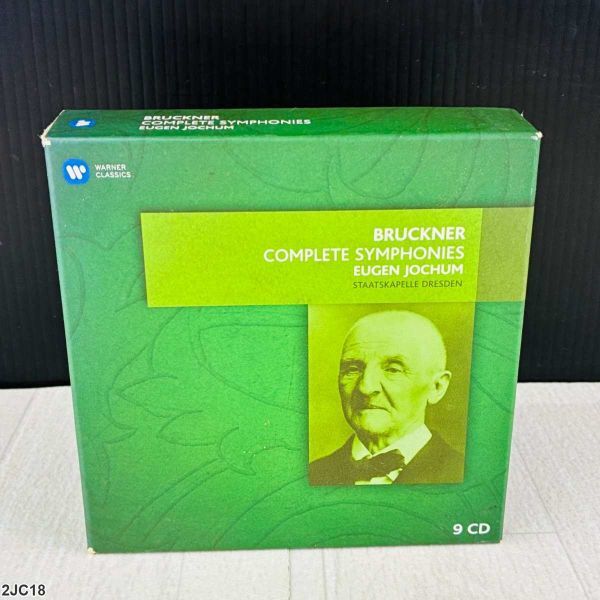 BRUCKNER
COMPLETE SYMPHONIES
EUGEN JOCHUM
WARNER
CLASSICS
BRUCKNER
COMPLETE SYMPHONIES
EUGEN JOCHUM
STAATSKAPELLE DRESDEN
9 CD
2JC18